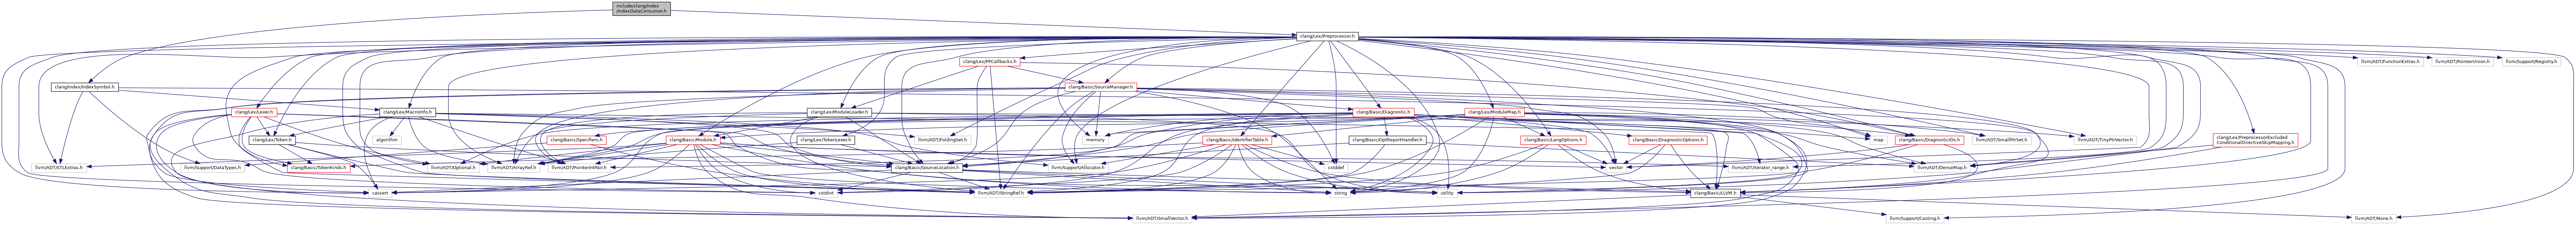 include/clang/Index
/IndexDataConsumer.h
clang/Lex/Preprocessor.h
clang/Lex/PPCallbacks.h
llvm/ADT/FunctionExtras.h
llvm/ADT/PointerUnion.h
llvm/Support/Registry.h
clang/Index/IndexSymbol.h
clang/Basic/SourceManager.h
clang/Lex/Lexer.h
clang/Lex/MacroInfo.h
clang/Lex/ModuleLoader.h
clang/Basic/Diagnostic.h
clang/Lex/ModuleMap.h
clang/Lex/Token.h
algorithm
clang/Basic/Specifiers.h
clang/Basic/Module.h
clang/Lex/TokenLexer.h
llvm/ADT/FoldingSet.h
memory
clang/Basic/IdentifierTable.h
clang/Basic/OptReportHandler.h
clang/Basic/LangOptions.h
clang/Basic/DiagnosticOptions.h
map
clang/Basic/DiagnosticIDs.h
llvm/ADT/SmallPtrSet.h
llvm/ADT/TinyPtrVector.h
clang/Lex/PreprocessorExcluded
ConditionalDirectiveSkipMapping.h
llvm/ADT/STLExtras.h
llvm/Support/DataTypes.h
clang/Basic/TokenKinds.h
llvm/ADT/Optional.h
llvm/ADT/ArrayRef.h
llvm/ADT/PointerIntPair.h
clang/Basic/SourceLocation.h
llvm/Support/Allocator.h
cstddef
vector
llvm/ADT/iterator_range.h
llvm/ADT/DenseMap.h
cassert
cstdint
llvm/ADT/StringRef.h
string
utility
clang/Basic/LLVM.h
llvm/ADT/SmallVector.h
llvm/Support/Casting.h
llvm/ADT/None.h